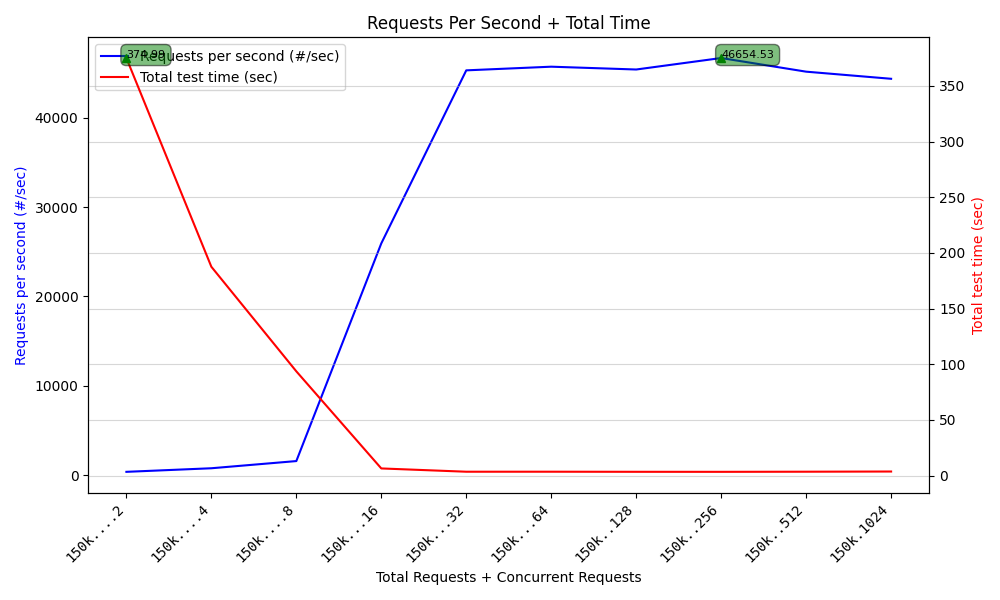 Requests Per Second + Total Time
374.99
46654.53
Requests per second (#/sec)
Total test time (sec)
40000
30000
20000
10000
0
Requests per second (#/sec)
350
300
250
200
150
100
50
0
Total test time (sec)
150k....2
150k....4
150k....8
150k...16
150k...32
150k...64
150k..128
150k..256
150k..512
150k.1024
Total Requests + Concurrent Requests